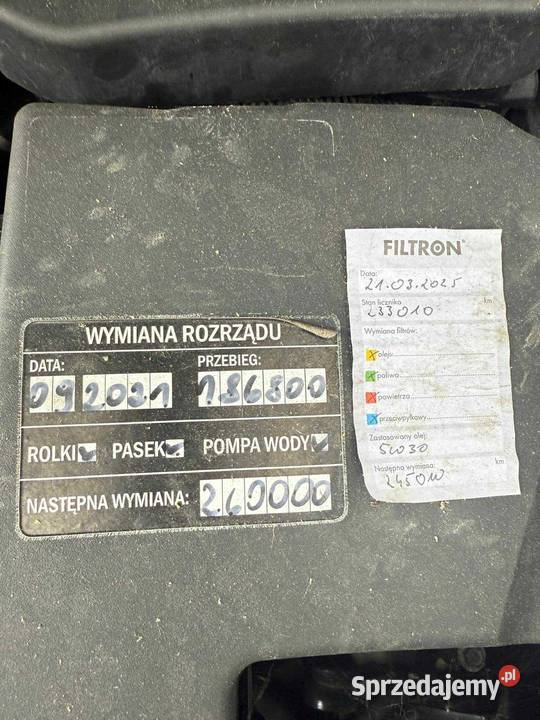 WYMIANA ROZRZĄDU
DATA: PRZEBIEG:
09 2021 186800
ROLKI PASEK POMPA WODY
NASTĘPNA WYMIANA: 260000
FILTRON
Data:
21.03.2025
Stan licznika km
233010
Wymiana filtrów:
oleju
paliwa
powietrza
przeciwpyłkowy
Zastosowany olej:
5W30
Następna wymiana: km
Sprzedajemy.pl